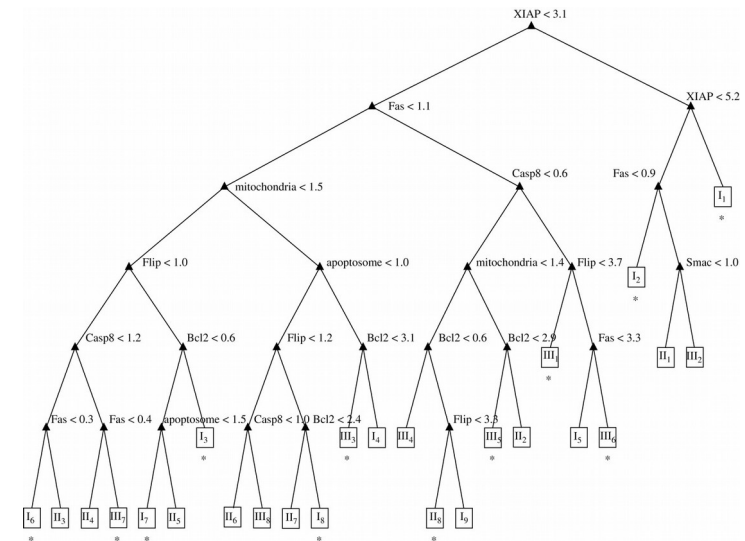 XIAP < 3.1
Fas < 1.1
XIAP < 5.2
mitochondria < 1.5
Casp8 < 0.6
Fas < 0.9
I₁
*
Flip < 1.0
apoptosome < 1.0
mitochondria < 1.4
Flip < 3.7
I₂
*
Smac < 1.0
Casp8 < 1.2
Bcl2 < 0.6
Flip < 1.2
Bcl2 < 3.1
Bcl2 < 0.6
Bcl2 < 2.9
III₁
*
Fas < 3.3
II₁
III₂
Fas < 0.3
Fas < 0.4
apoptosome < 1.5
I₃
*
Casp8 < 1.0
Bcl2 < 2.4
III₃
*
I₄
III₄
Flip < 3.3
III₅
*
II₂
I₅
III₆
*
I₆
*
II₃
II₄
III₇
*
I₇
*
II₅
II₆
III₈
II₇
I₈
*
II₈
*
I₉